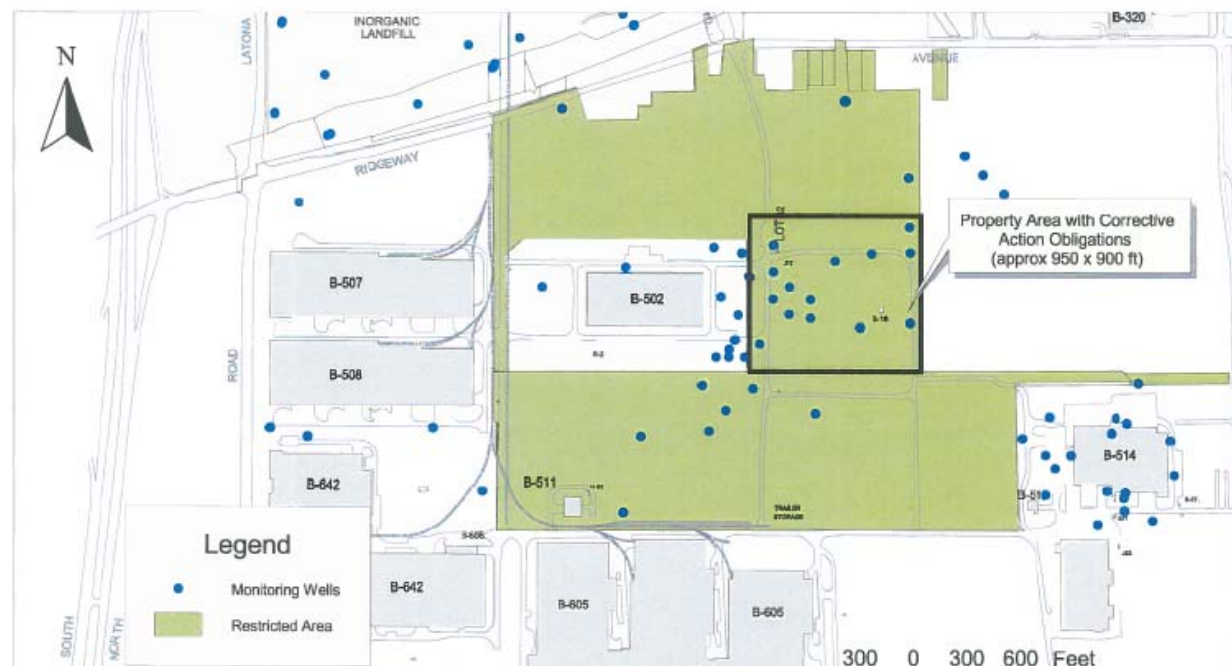 INORGANIC
LANDFILL
B-320
LATONA
AVENUE
N
RIDGEWAY
LOT
Property Area with Corrective
Action Obligations
(approx 950 x 900 ft)
B-507
B-502
ROAD
B-508
B-514
B-511
B-642
B-51
TRAILER
STORAGE
Legend
Monitoring Wells
Restricted Area
B-642
B-605
B-605
SOUTH
NORTH
300 0 300 600 Feet